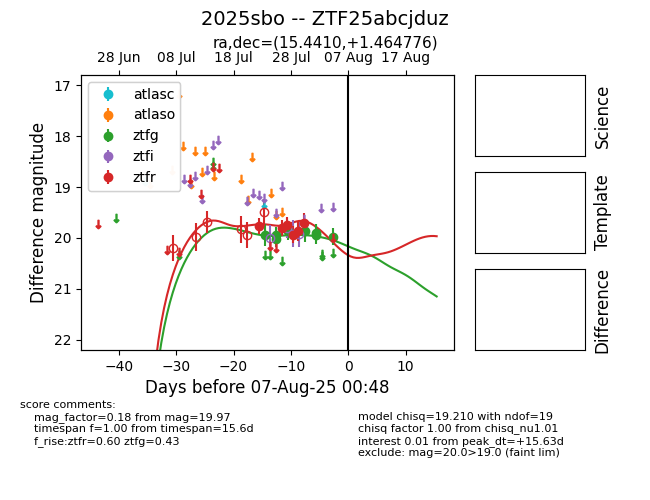 2025sbo -- ZTF25abcjduz
ra,dec=(15.4410,+1.464776)
28 Jun 08 Jul 18 Jul 28 Jul 07 Aug 17 Aug
17
18
19
20
21
22
Difference magnitude
atlasc
atlaso
ztfg
ztfi
ztfr
Science
Template
Difference
−40 −30 −20 −10 0 10
Days before 07-Aug-25 00:48
score comments:
mag_factor=0.18 from mag=19.97
timespan f=1.00 from timespan=15.6d
f_rise:ztfr=0.60 ztfg=0.43
model chisq=19.210 with ndof=19
chisq factor 1.00 from chisq_nu1.01
interest 0.01 from peak_dt=+15.63d
exclude: mag=20.0>19.0 (faint lim)